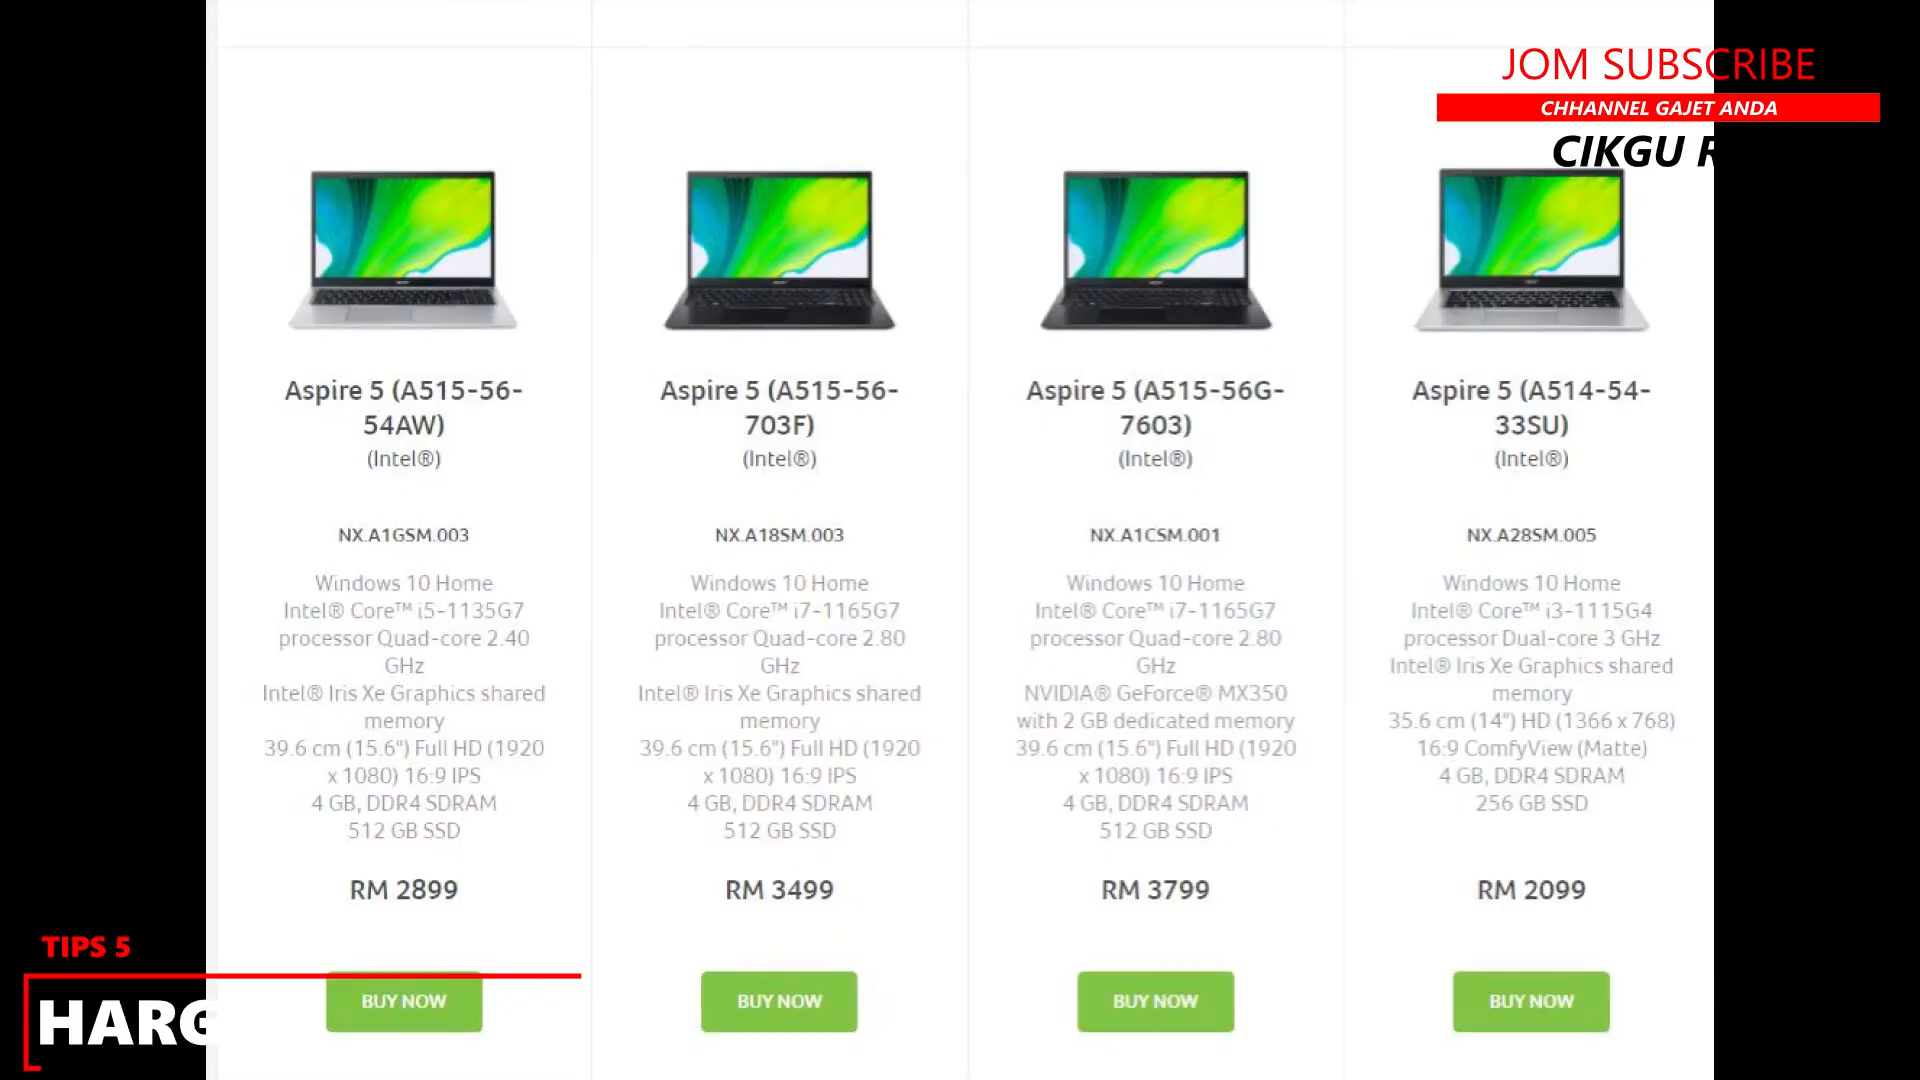 JOM SUBSCRIBE
CHHANNEL GAJET ANDA
CIKGU
Aspire 5 (A515-56-
54AW)
(Intel®)
NX.A1GSM.003
Windows 10 Home
Intel® Core™ i5-1135G7
processor Quad-core 2.40
GHz
Intel® Iris Xe Graphics shared
memory
39.6 cm (15.6") Full HD (1920
x 1080) 16:9 IPS
4 GB, DDR4 SDRAM
512 GB SSD
RM 2899
BUY NOW
Aspire 5 (A515-56-
703F)
(Intel®)
NX.A18SM.003
Windows 10 Home
Intel® Core™ i7-1165G7
processor Quad-core 2.80
GHz
Intel® Iris Xe Graphics shared
memory
39.6 cm (15.6") Full HD (1920
x 1080) 16:9 IPS
4 GB, DDR4 SDRAM
512 GB SSD
RM 3499
BUY NOW
Aspire 5 (A515-56G-
7603)
(Intel®)
NX.A1CSM.001
Windows 10 Home
Intel® Core™ i7-1165G7
processor Quad-core 2.80
GHz
NVIDIA® GeForce® MX350
with 2 GB dedicated memory
39.6 cm (15.6") Full HD (1920
x 1080) 16:9 IPS
4 GB, DDR4 SDRAM
512 GB SSD
RM 3799
BUY NOW
Aspire 5 (A514-54-
33SU)
(Intel®)
NX.A28SM.005
Windows 10 Home
Intel® Core™ i3-1115G4
processor Dual-core 3 GHz
Intel® Iris Xe Graphics shared
memory
35.6 cm (14") HD (1366 x 768)
16:9 ComfyView (Matte)
4 GB, DDR4 SDRAM
256 GB SSD
RM 2099
BUY NOW
TIPS 5
HARG